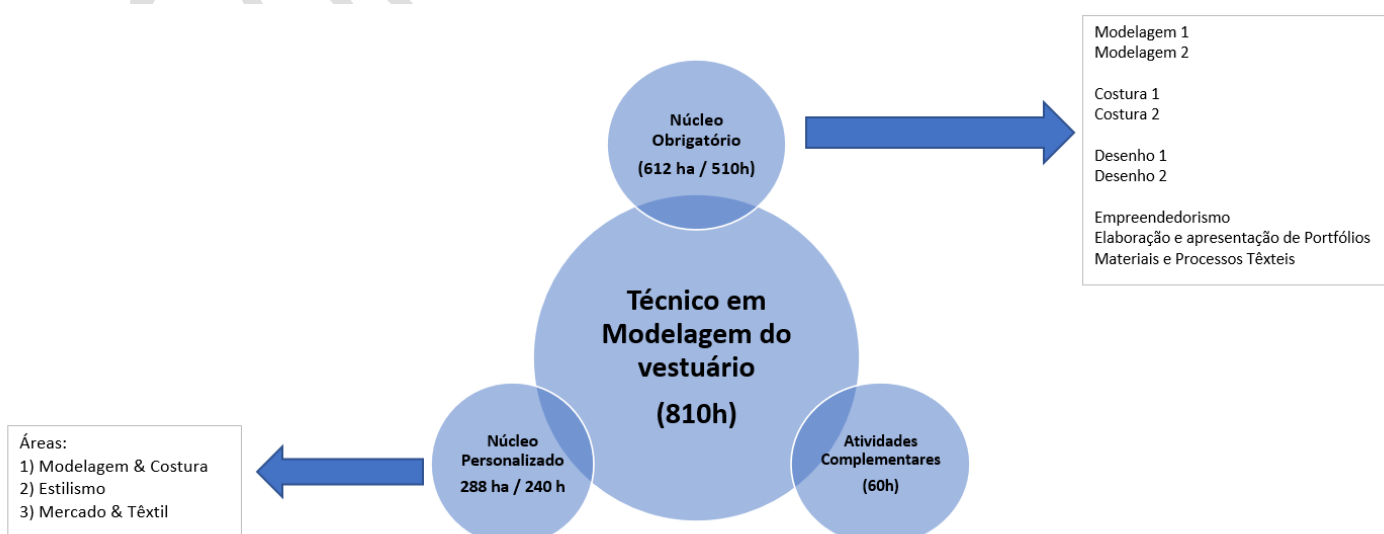 Modelagem 1
Modelagem 2
Costura 1
Costura 2
Desenho 1
Desenho 2
Empreendedorismo
Elaboração e apresentação de Portfólios
Materiais e Processos Têxteis
Núcleo
Obrigatório
(612 ha / 510h)
Técnico em
Modelagem do
vestuário
(810h)
Áreas:
1) Modelagem & Costura
2) Estilismo
3) Mercado & Têxtil
Núcleo
Personalizado
288 ha / 240 h
Atividades
Complementares
(60h)